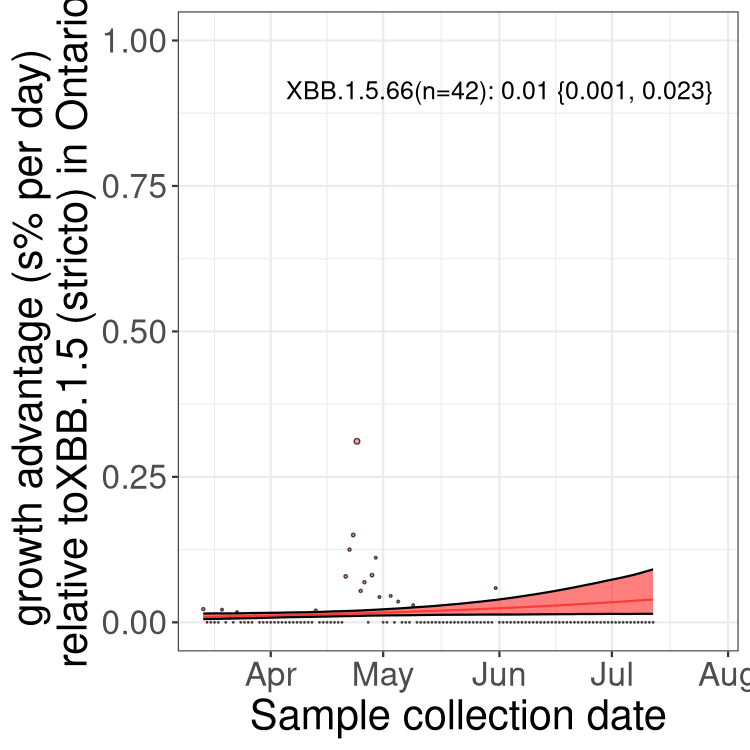 growth advantage (s% per day)
relative toXBB.1.5 (stricto) in Ontario
1.00
0.75
0.50
0.25
0.00
XBB.1.5.66(n=42): 0.01 {0.001, 0.023}
Apr May Jun Jul Aug
Sample collection date